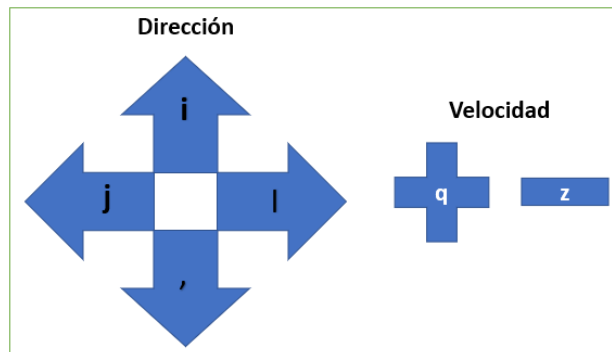 Dirección
i
Velocidad
j
l
q
z
,